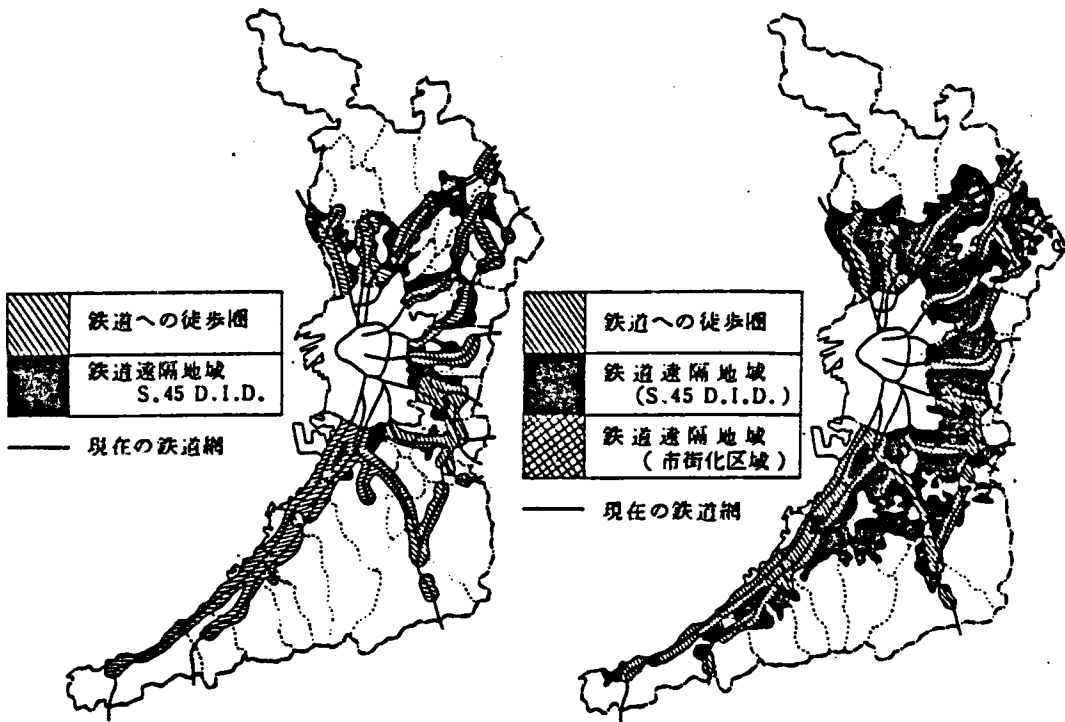 鉄道への徒歩圏
鉄道遠隔地域
S.45 D.I.D.
現在の鉄道網
鉄道への徒歩圏
鉄道遠隔地域
(S.45 D.I.D.)
鉄道遠隔地域
(市街化区域)
現在の鉄道網